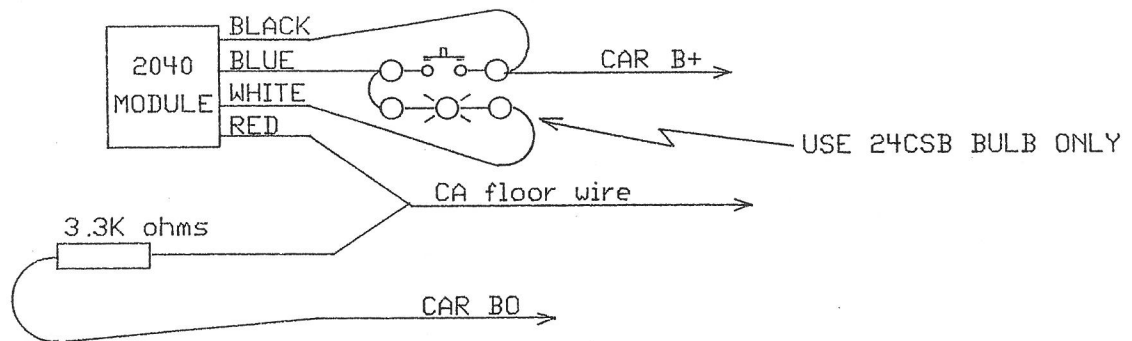 BLACK
2040
MODULE
BLUE
WHITE
RED
CAR B+
USE 24CSB BULB ONLY
CA floor wire
3.3K ohms
CAR BO